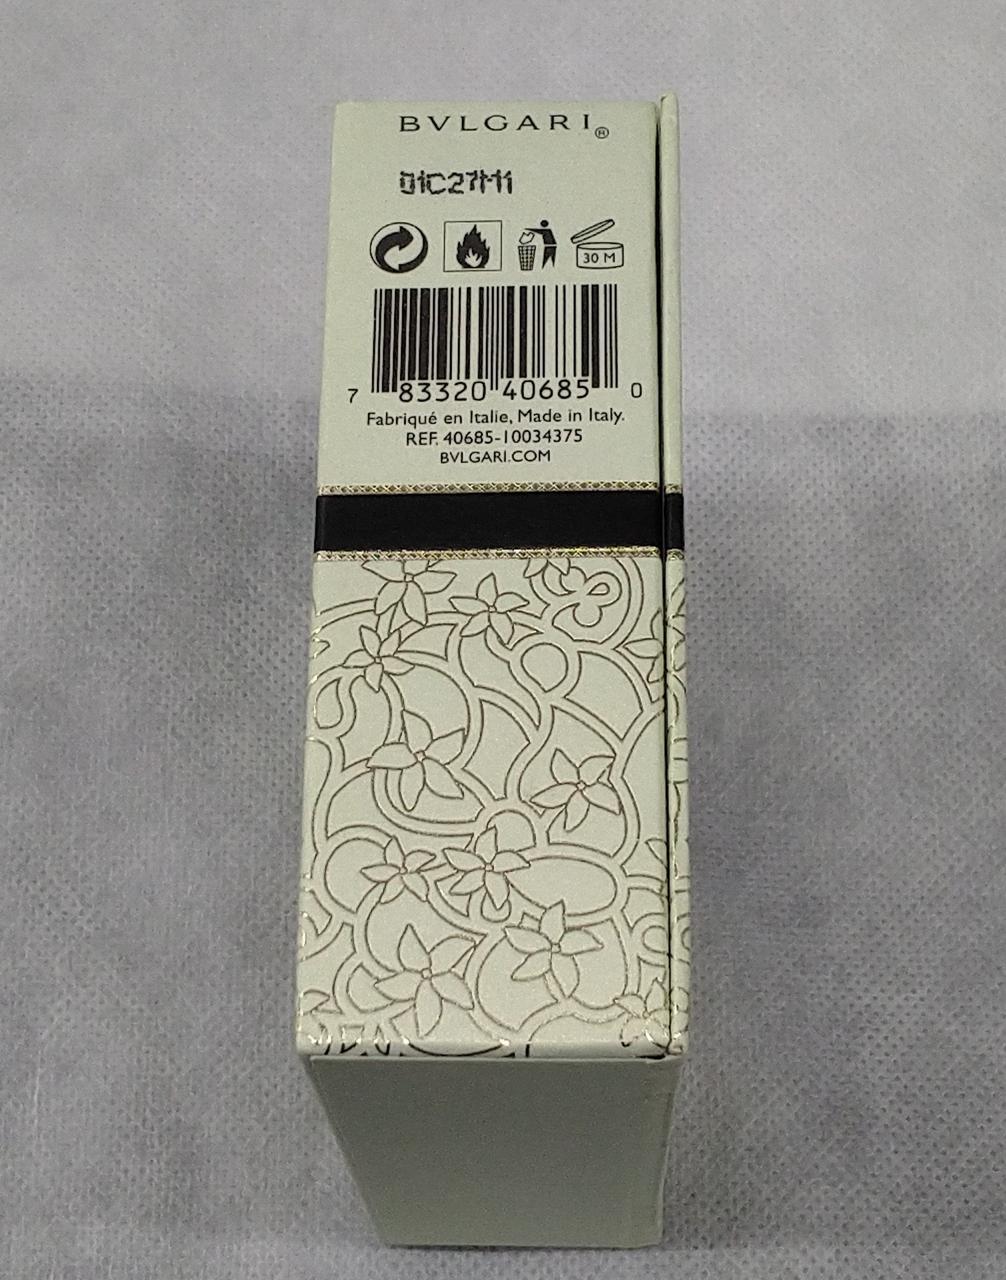 BVLGARI®
01C27M1
30 M
7 83320 40685 0
Fabriqué en Italie, Made in Italy.
REF. 40685-10034375
BVLGARI.COM